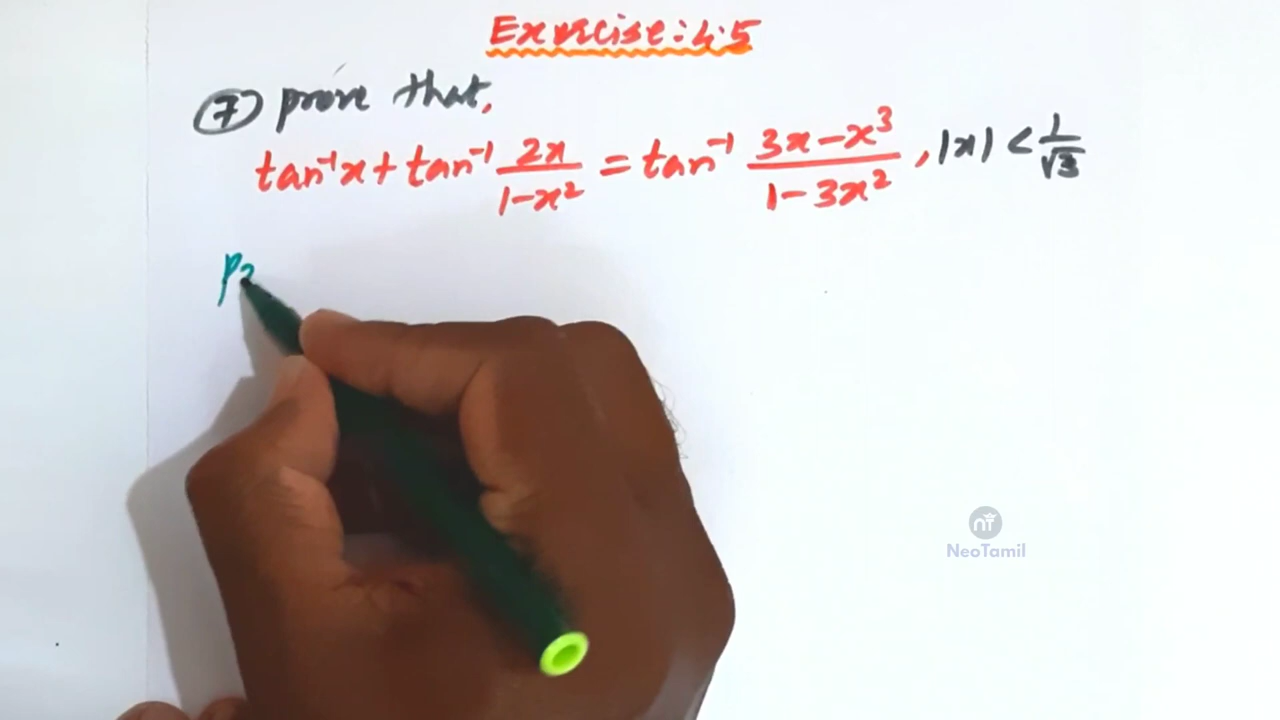 Exercise: 4.5
⑦ prove that,
tan⁻¹x + tan⁻¹ 2x/1-x² = tan⁻¹ 3x-x³/1-3x², |x| < 1/√3
NeoTamil